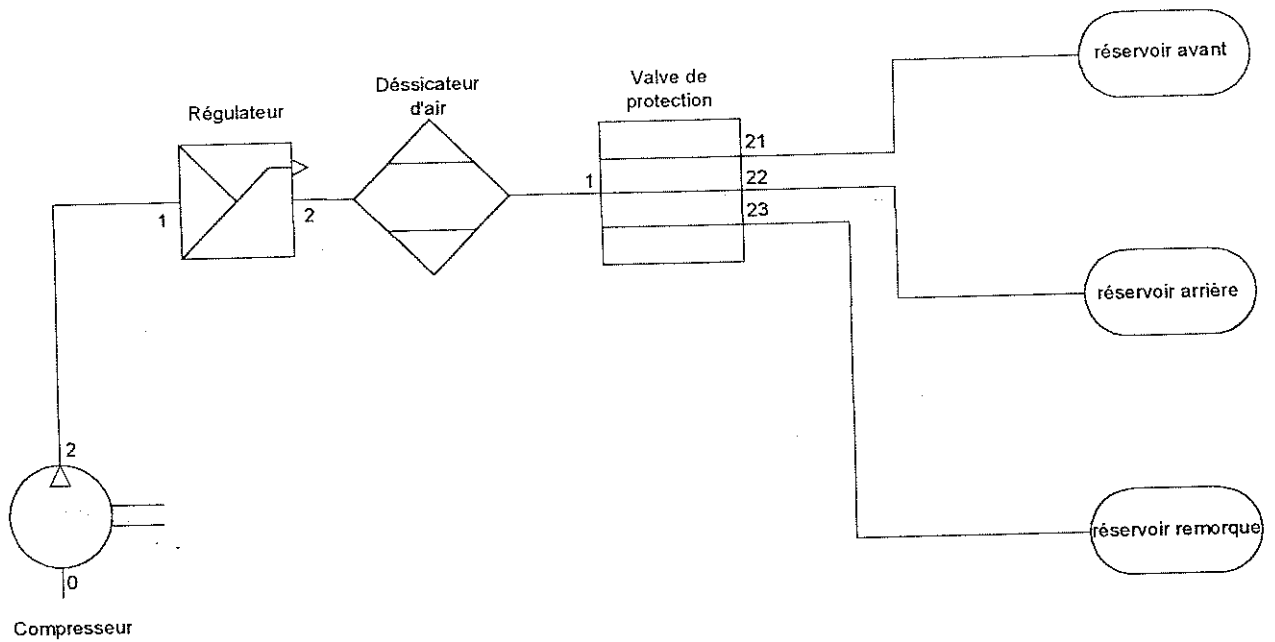 réservoir avant
Déssicateur
d'air
Valve de
protection
Régulateur
21
1
22
1
2
23
réservoir arrière
2
réservoir remorque
0
Compresseur